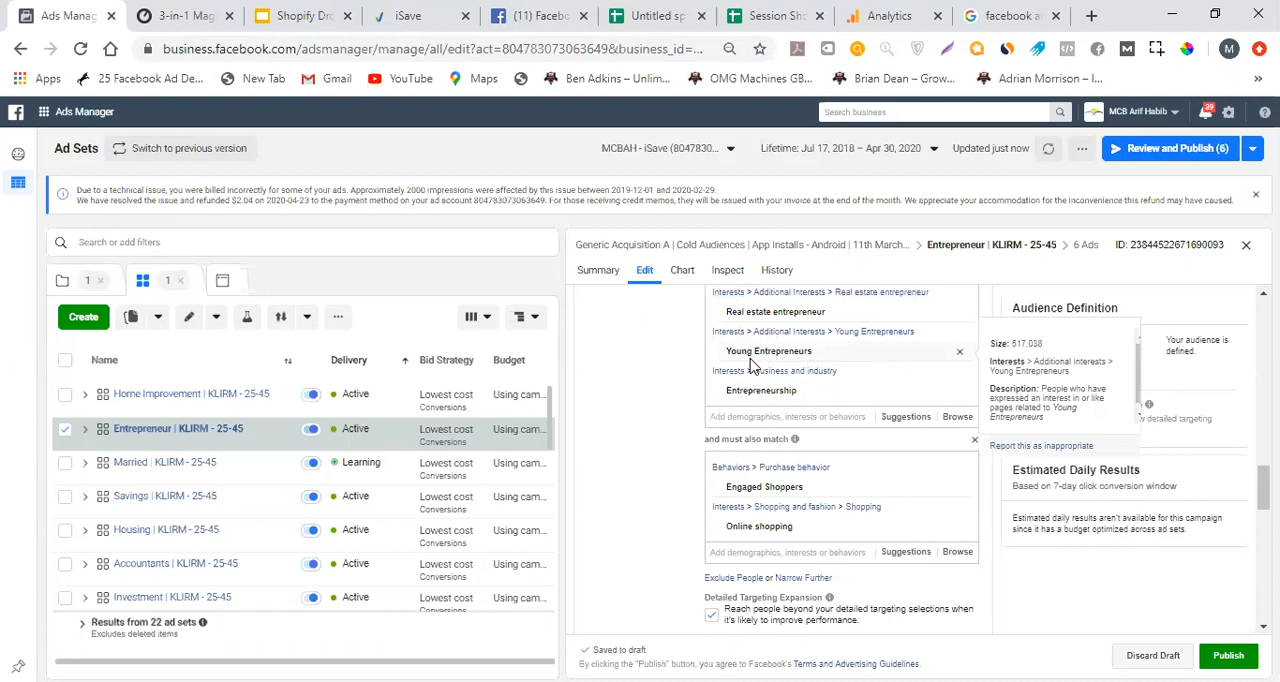 Ads Manag
3-in-1 Mag
Shopify Dro
iSave
(11) Facebo
Untitled sp
Session Sho
Analytics
facebook a
business.facebook.com/adsmanager/manage/all/edit?act=804783073063649&business_id=...
M
Apps
25 Facebook Ad De...
New Tab
Gmail
YouTube
Maps
Ben Adkins – Unlim...
OMG Machines GB...
Brian Dean – Grow...
Adrian Morrison – I...
»
Ads Manager
Search business
MCB Arif Habib
39
Ad Sets
Switch to previous version
MCBAH - iSave (8047830...
Lifetime: Jul 17, 2018 – Apr 30, 2020
Updated just now
Review and Publish (6)
Due to a technical issue, you were billed incorrectly for some of your ads. Approximately 2000 impressions were affected by this issue between 2019-12-01 and 2020-02-29.
We have resolved the issue and refunded $2.04 on 2020-04-23 to the payment method on your ad account 804783073063649. For those receiving credit memos, they will be issued with your invoice at the end of the month. We appreciate your accommodation for the inconvenience this refund may have caused.
Search or add filters
1
1
Create
Name
Delivery
Bid Strategy
Budget
Home Improvement | KLIRM - 25-45
Active
Lowest cost
Conversions
Using cam...
Entrepreneur | KLIRM - 25-45
Active
Lowest cost
Conversions
Using cam...
Married | KLIRM - 25-45
Learning
Lowest cost
Conversions
Using cam...
Savings | KLIRM - 25-45
Active
Lowest cost
Conversions
Using cam...
Housing | KLIRM - 25-45
Active
Lowest cost
Conversions
Using cam...
Accountants | KLIRM - 25-45
Active
Lowest cost
Conversions
Using cam...
Investment | KLIRM - 25-45
Active
Lowest cost
Conversions
Using cam...
Results from 22 ad sets
Excludes deleted items
Generic Acquisition A | Cold Audiences | App Installs - Android | 11th March...
Entrepreneur | KLIRM - 25-45
6 Ads
ID: 23844522671690093
Summary
Edit
Chart
Inspect
History
Interests > Additional Interests > Real estate entrepreneur
Real estate entrepreneur
Interests > Additional Interests > Young Entrepreneurs
Young Entrepreneurs
Interests > Business and industry
Entrepreneurship
Add demographics, interests or behaviors
Suggestions
Browse
and must also match
Behaviors > Purchase behavior
Engaged Shoppers
Interests > Shopping and fashion > Shopping
Online shopping
Add demographics, interests or behaviors
Suggestions
Browse
Exclude People or Narrow Further
Detailed Targeting Expansion
Reach people beyond your detailed targeting selections when
it's likely to improve performance.
Size: 517,038
Interests > Additional interests >
Young Entrepreneurs
Description: People who have
expressed an interest in or like
pages related to Young
Entrepreneurs
Report this as inappropriate
Audience Definition
Your audience is
defined.
detailed targeting
Estimated Daily Results
Based on 7-day click conversion window
Estimated daily results aren't available for this campaign
since it has a budget optimized across ad sets.
Saved to draft
By clicking the "Publish" button, you agree to Facebook's Terms and Advertising Guidelines.
Discard Draft
Publish